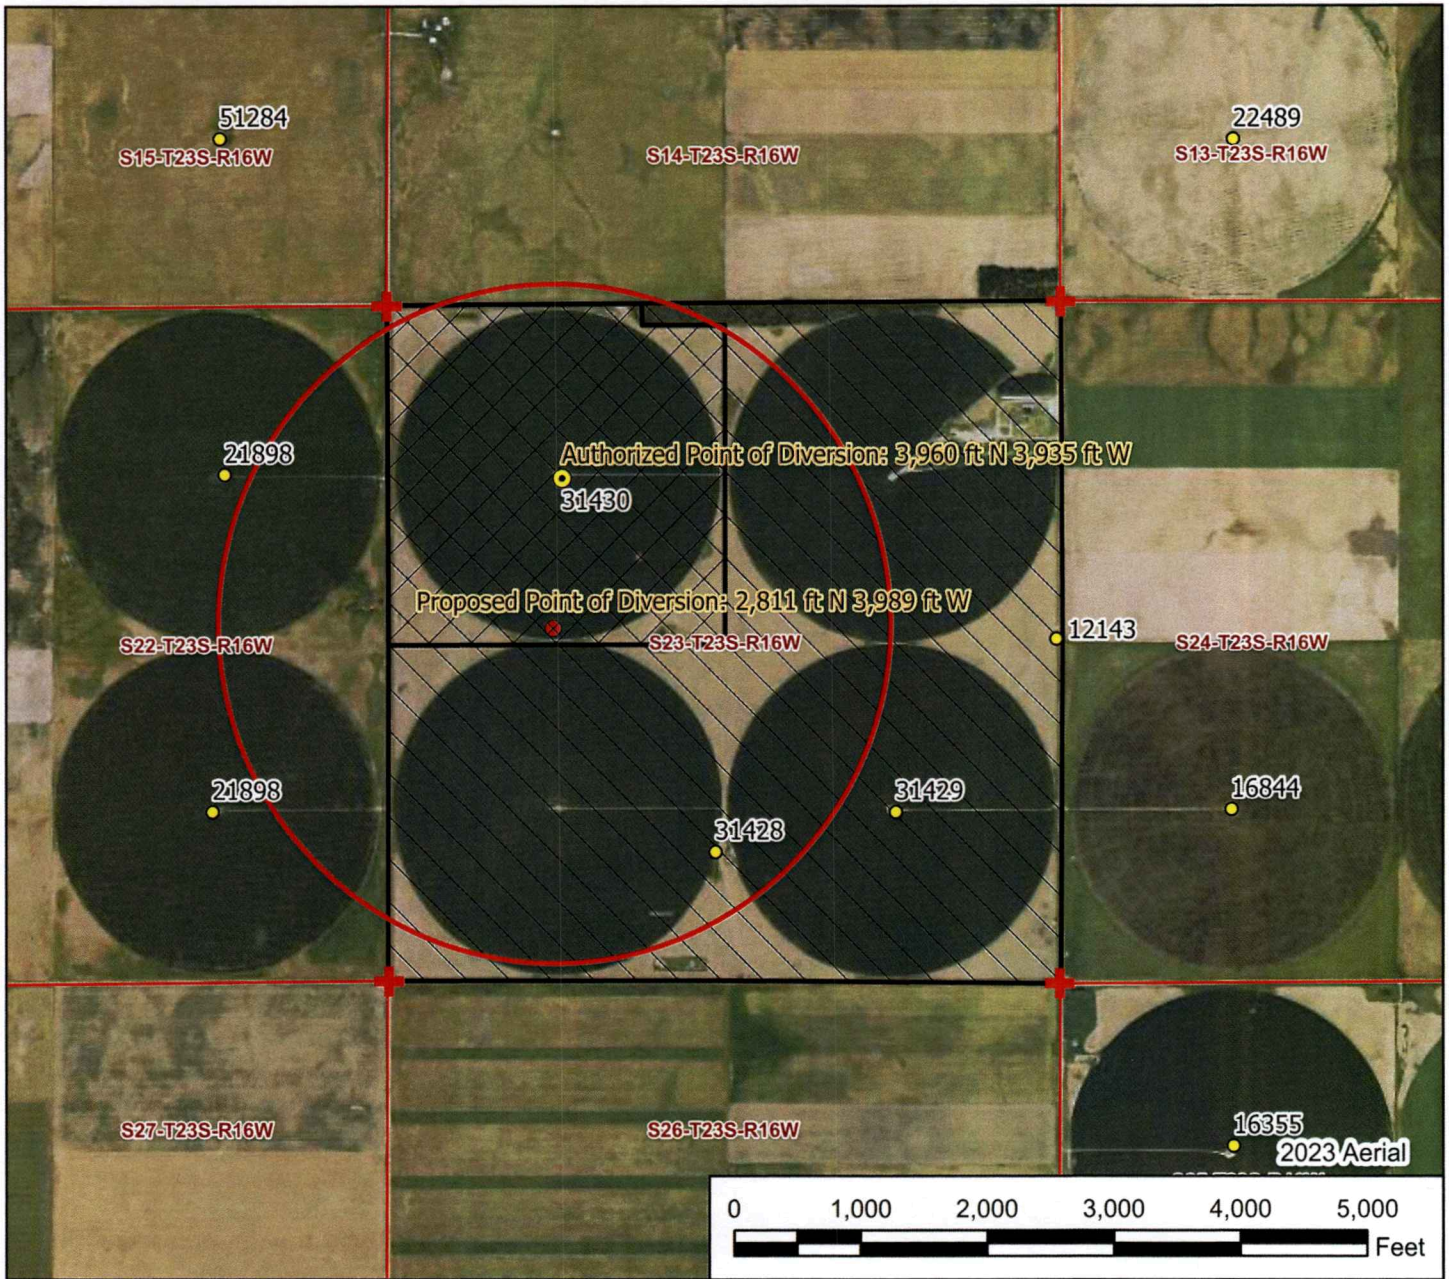 51284
22489
S15-T23S-R16W
S14-T23S-R16W
S13-T23S-R16W
21898
Authorized Point of Diversion: 3,960 ft N 3,935 ft W
31430
Proposed Point of Diversion: 2,811 ft N 3,989 ft W
12143
S22-T23S-R16W
S23-T23S-R16W
S24-T23S-R16W
21898
31429
16844
31428
S27-T23S-R16W
S26-T23S-R16W
16355
2023 Aerial
0 1,000 2,000 3,000 4,000 5,000
Feet